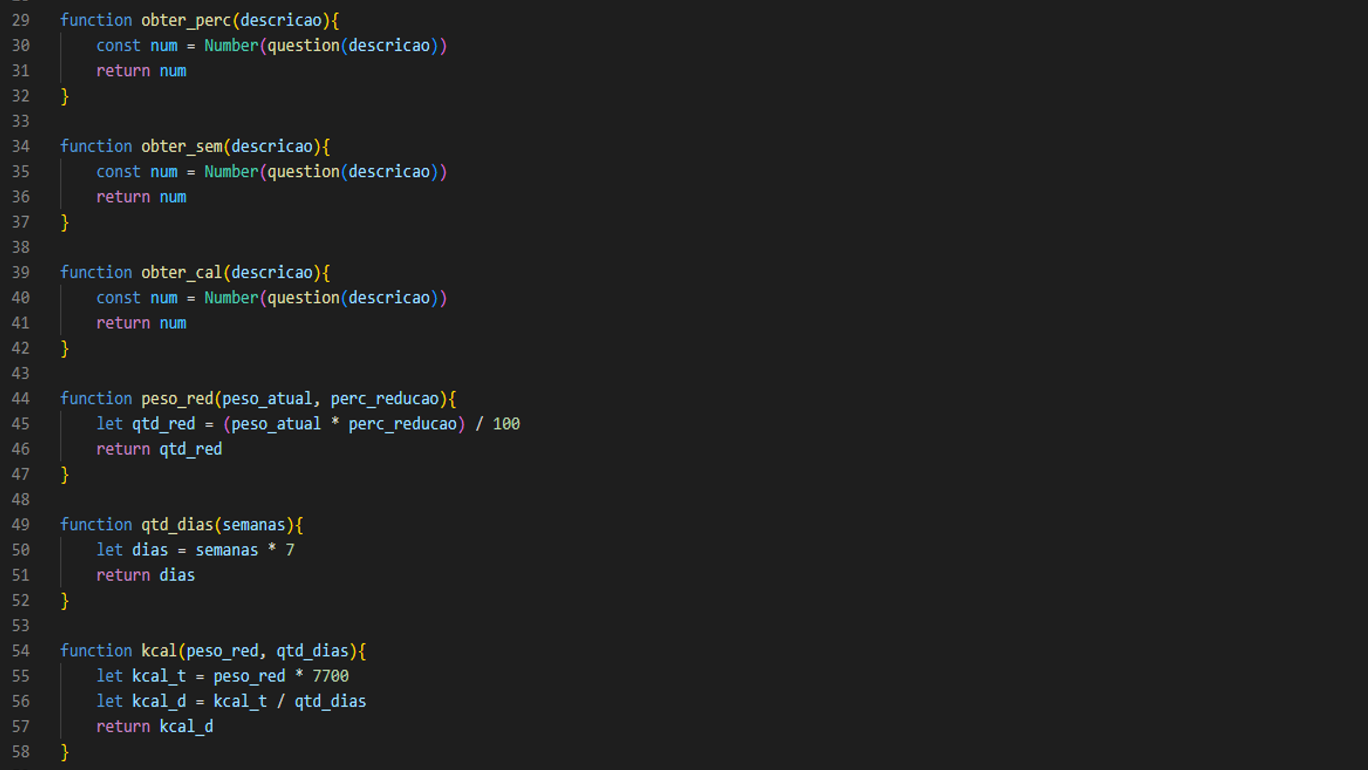 29 function obter_perc(descricao){
30     const num = Number(question(descricao))
31     return num
32 }
33
34 function obter_sem(descricao){
35     const num = Number(question(descricao))
36     return num
37 }
38
39 function obter_cal(descricao){
40     const num = Number(question(descricao))
41     return num
42 }
43
44 function peso_red(peso_atual, perc_reducao){
45     let qtd_red = (peso_atual * perc_reducao) / 100
46     return qtd_red
47 }
48
49 function qtd_dias(semanas){
50     let dias = semanas * 7
51     return dias
52 }
53
54 function kcal(peso_red, qtd_dias){
55     let kcal_t = peso_red * 7700
56     let kcal_d = kcal_t / qtd_dias
57     return kcal_d
58 }